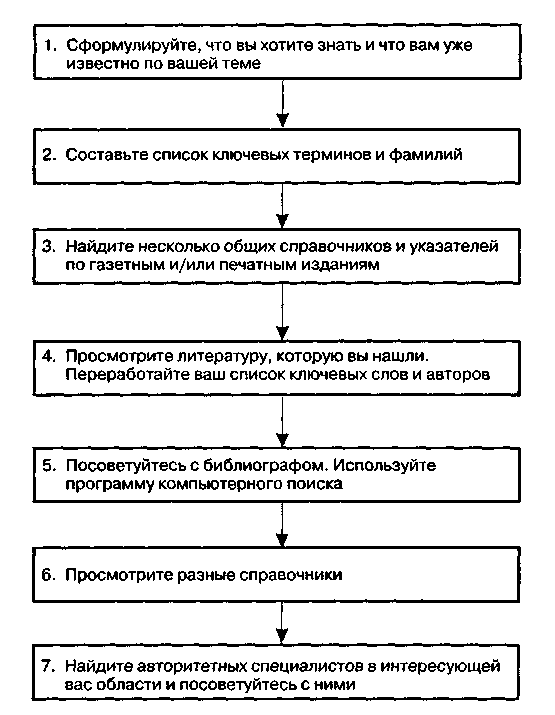 1. Сформулируйте, что вы хотите знать и что вам уже
известно по вашей теме
2. Составьте список ключевых терминов и фамилий
3. Найдите несколько общих справочников и указателей
по газетным и/или печатным изданиям
4. Просмотрите литературу, которую вы нашли.
Переработайте ваш список ключевых слов и авторов
5. Посоветуйтесь с библиографом. Используйте
программу компьютерного поиска
6. Просмотрите разные справочники
7. Найдите авторитетных специалистов в интересующей
вас области и посоветуйтесь с ними